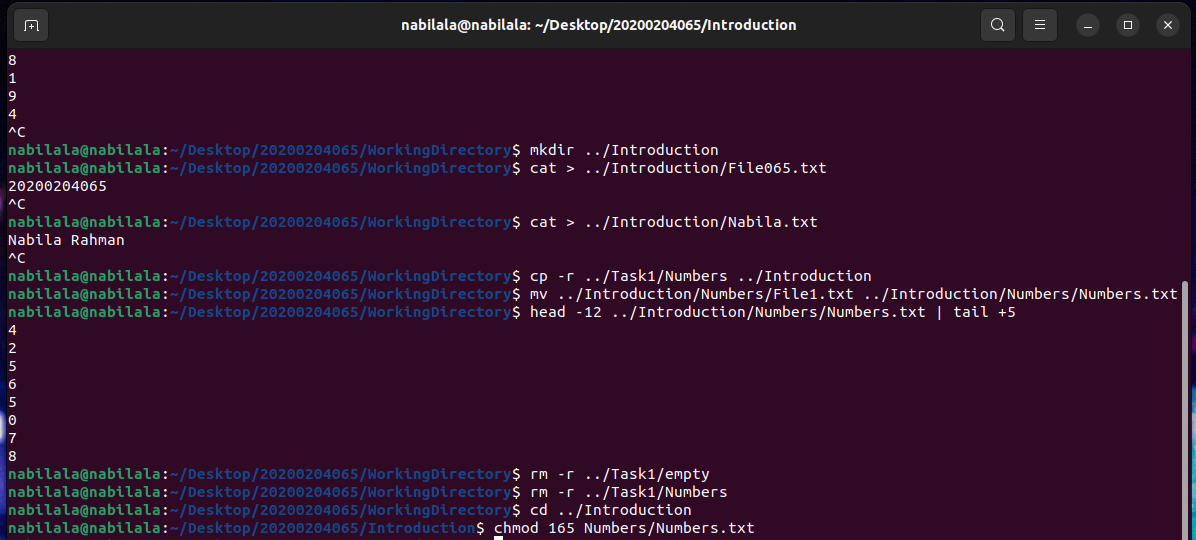 nabilala@nabilala: ~/Desktop/20200204065/Introduction
8
1
9
4
^C
nabilala@nabilala:~/Desktop/20200204065/WorkingDirectory$ mkdir ../Introduction
nabilala@nabilala:~/Desktop/20200204065/WorkingDirectory$ cat > ../Introduction/File065.txt
20200204065
^C
nabilala@nabilala:~/Desktop/20200204065/WorkingDirectory$ cat > ../Introduction/Nabila.txt
Nabila Rahman
^C
nabilala@nabilala:~/Desktop/20200204065/WorkingDirectory$ cp -r ../Task1/Numbers ../Introduction
nabilala@nabilala:~/Desktop/20200204065/WorkingDirectory$ mv ../Introduction/Numbers/File1.txt ../Introduction/Numbers/Numbers.txt
nabilala@nabilala:~/Desktop/20200204065/WorkingDirectory$ head -12 ../Introduction/Numbers/Numbers.txt | tail +5
4
2
5
6
5
0
7
8
nabilala@nabilala:~/Desktop/20200204065/WorkingDirectory$ rm -r ../Task1/empty
nabilala@nabilala:~/Desktop/20200204065/WorkingDirectory$ rm -r ../Task1/Numbers
nabilala@nabilala:~/Desktop/20200204065/WorkingDirectory$ cd ../Introduction
nabilala@nabilala:~/Desktop/20200204065/Introduction$ chmod 165 Numbers/Numbers.txt